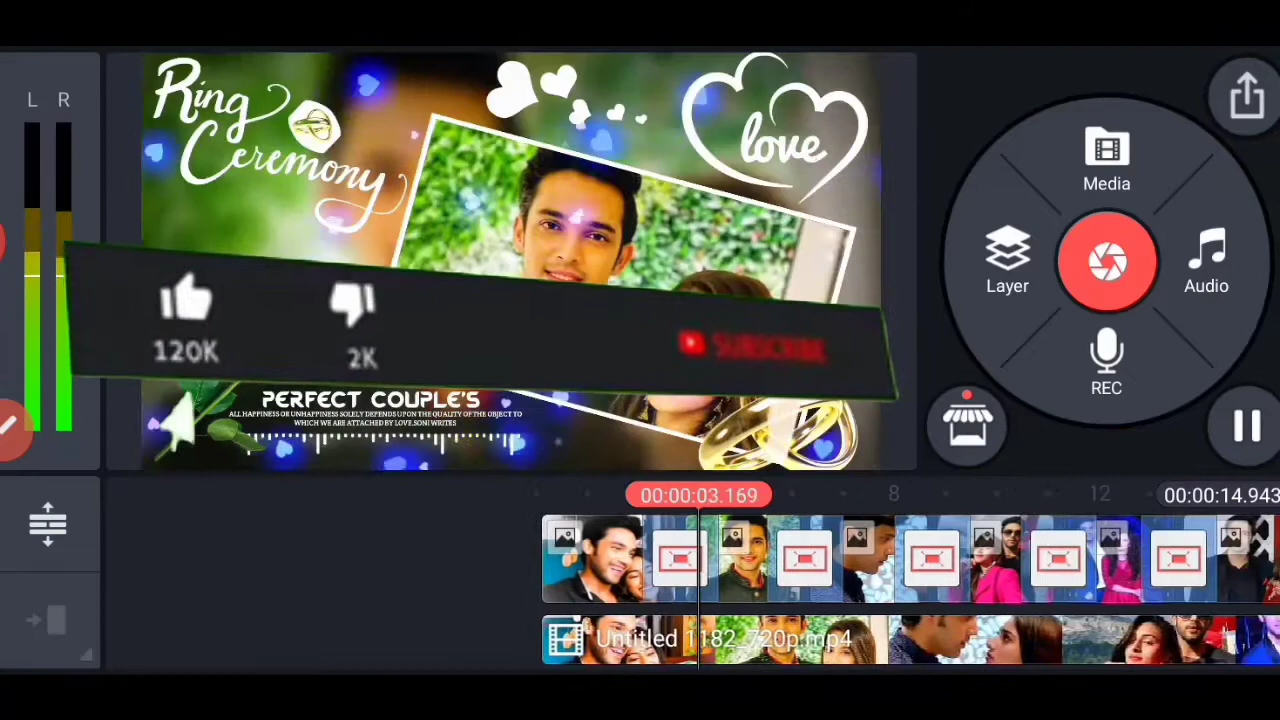 L R
Ring
Ceremony
love
120K
2K
SUBSCRIBE
PERFECT COUPLE'S
ALL HAPPINESS OR UNHAPPINESS SOLELY DEPENDS UPON THE QUALITY OF THE OBJECT TO
WHICH WE ARE ATTACHED BY LOVE.SONI WRITES
Media
Layer
Audio
REC
00:00:03.169
8
12
00:00:14.943
Untitled 1182_720p.mp4